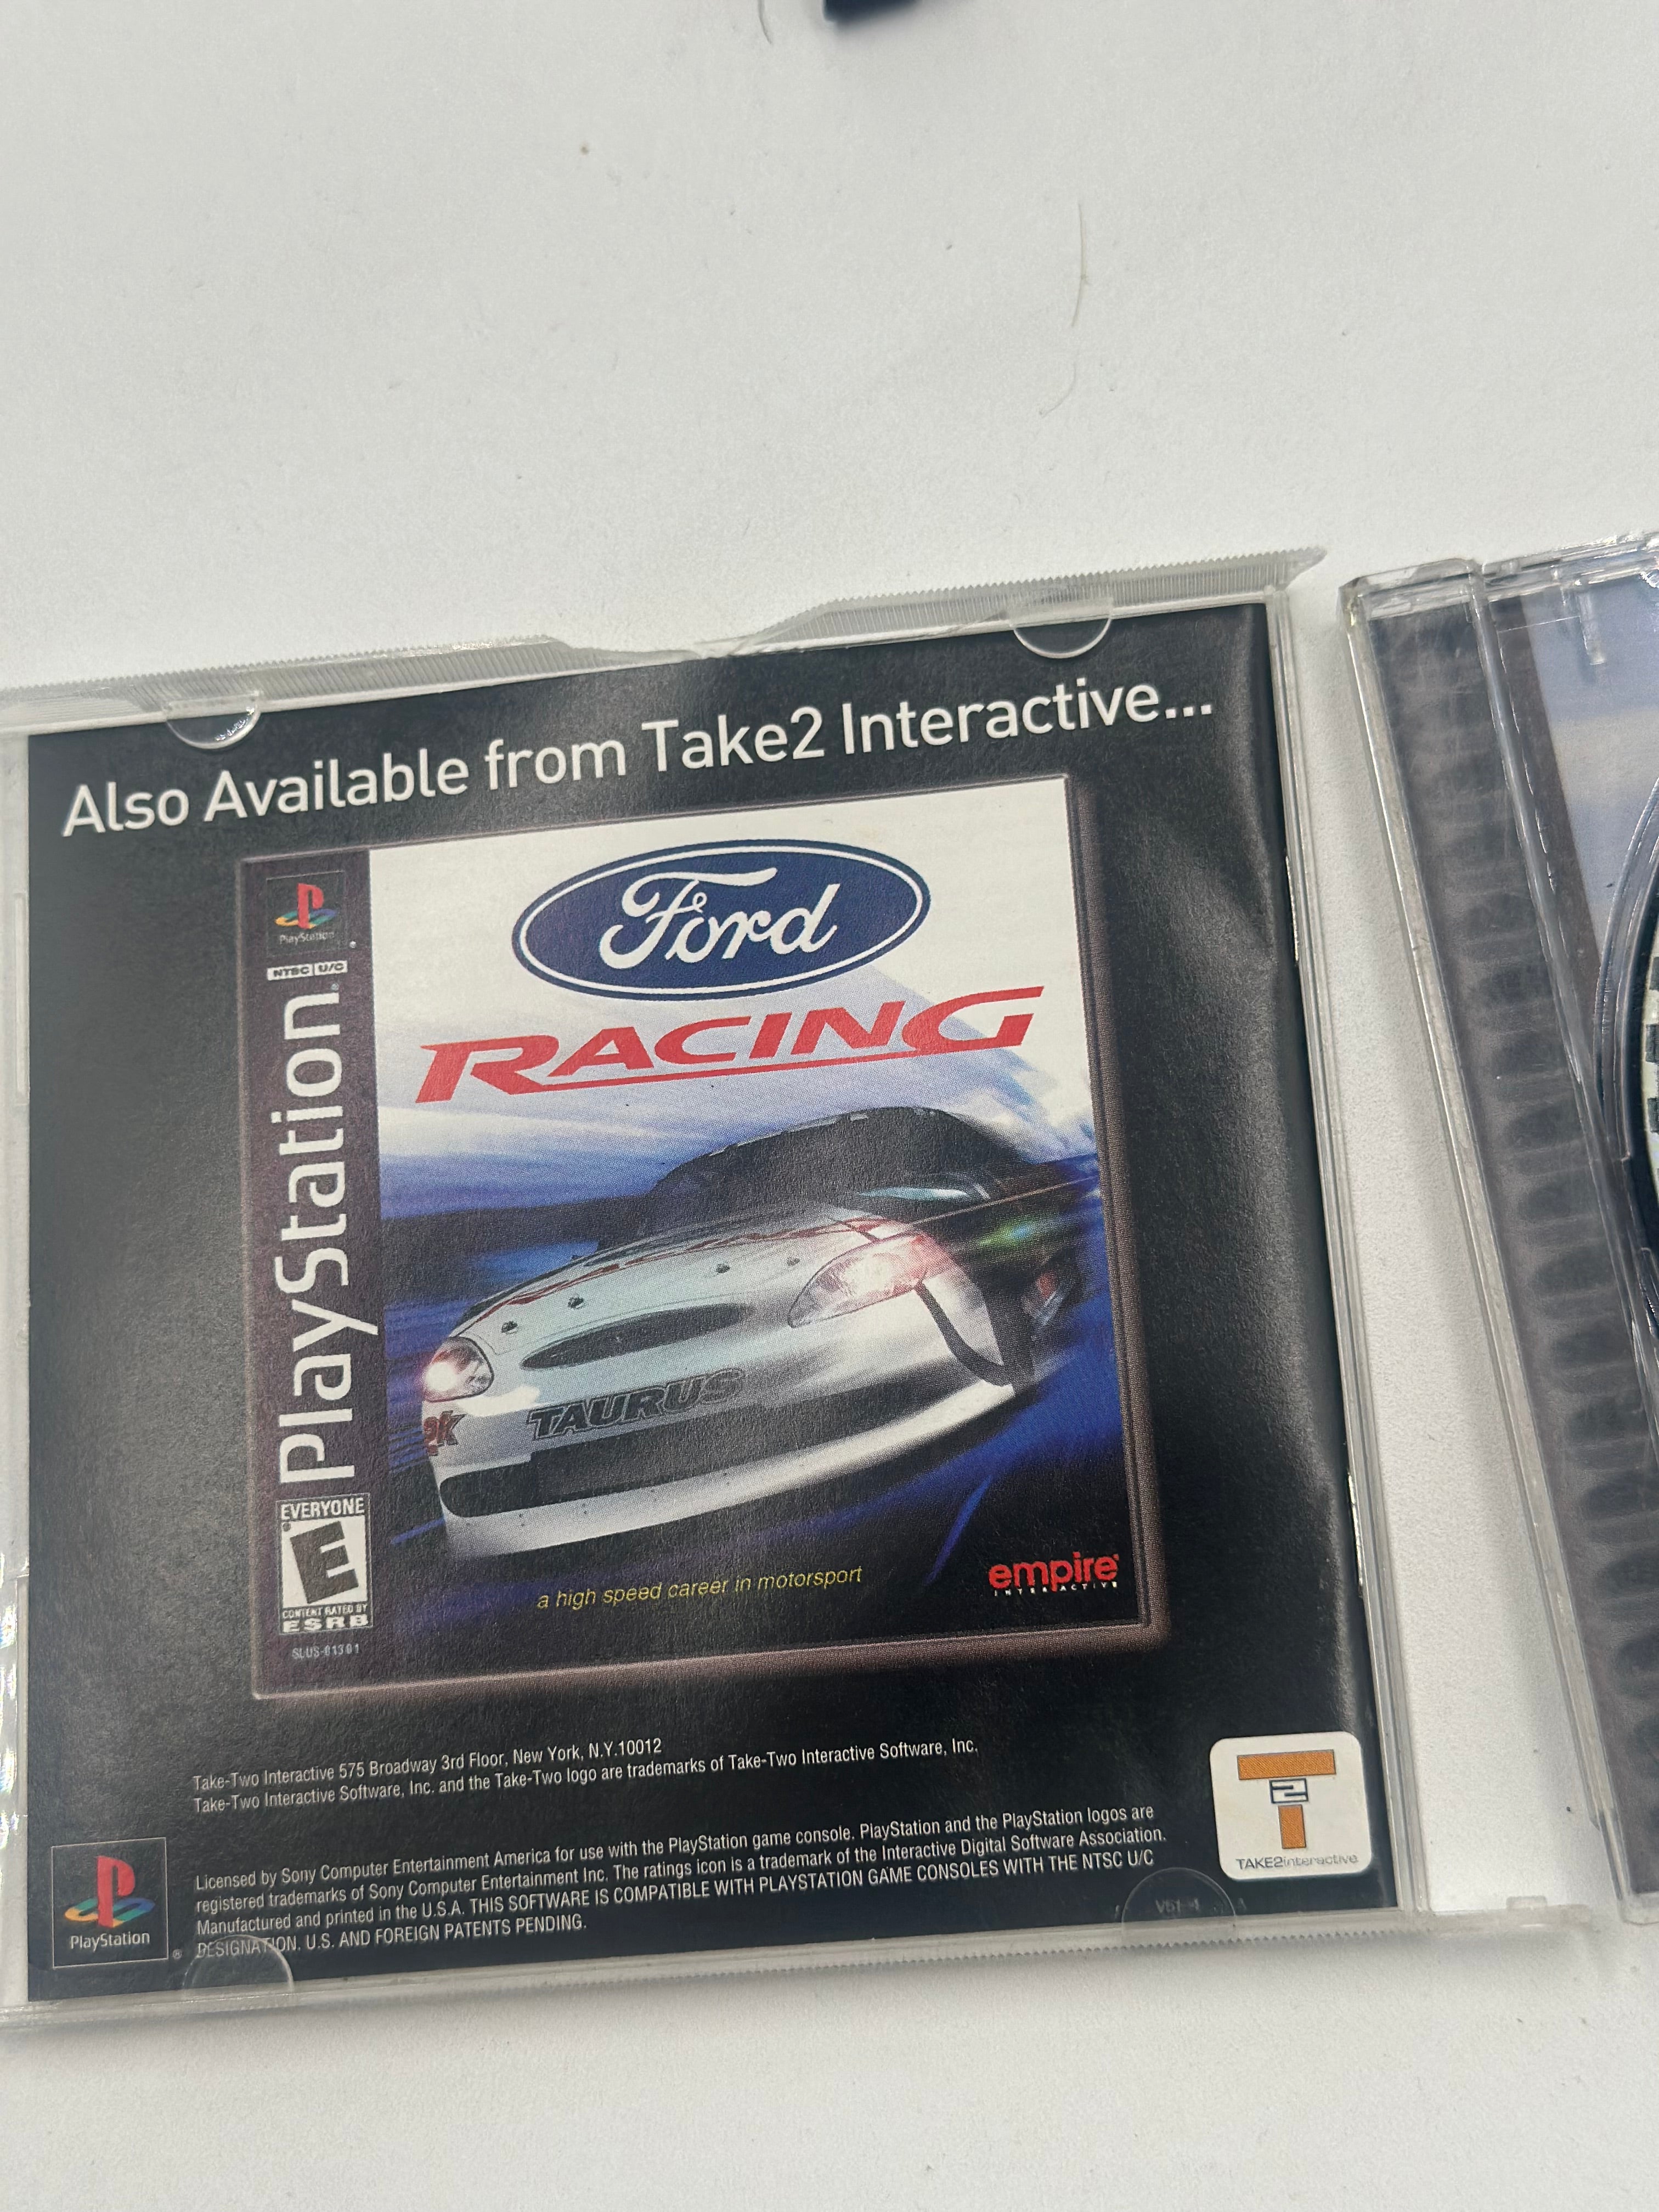 Also Available from Take2 Interactive...
PlayStation
NTSC U/C
PlayStation
Ford
RACING
TAURUS
EVERYONE
E
CONTENT RATED BY
ESRB
SLUS-01301
a high speed career in motorsport
empire
INTERACTIVE
Take-Two Interactive 575 Broadway 3rd Floor, New York, N.Y.10012
Take-Two Interactive Software, Inc. and the Take-Two logo are trademarks of Take-Two Interactive Software, Inc.
T
2
TAKE2interactive
PlayStation
®
Licensed by Sony Computer Entertainment America for use with the PlayStation game console. PlayStation and the PlayStation logos are
registered trademarks of Sony Computer Entertainment Inc. The ratings icon is a trademark of the Interactive Digital Software Association.
Manufactured and printed in the U.S.A. THIS SOFTWARE IS COMPATIBLE WITH PLAYSTATION GAME CONSOLES WITH THE NTSC U/C
DESIGNATION. U.S. AND FOREIGN PATENTS PENDING.